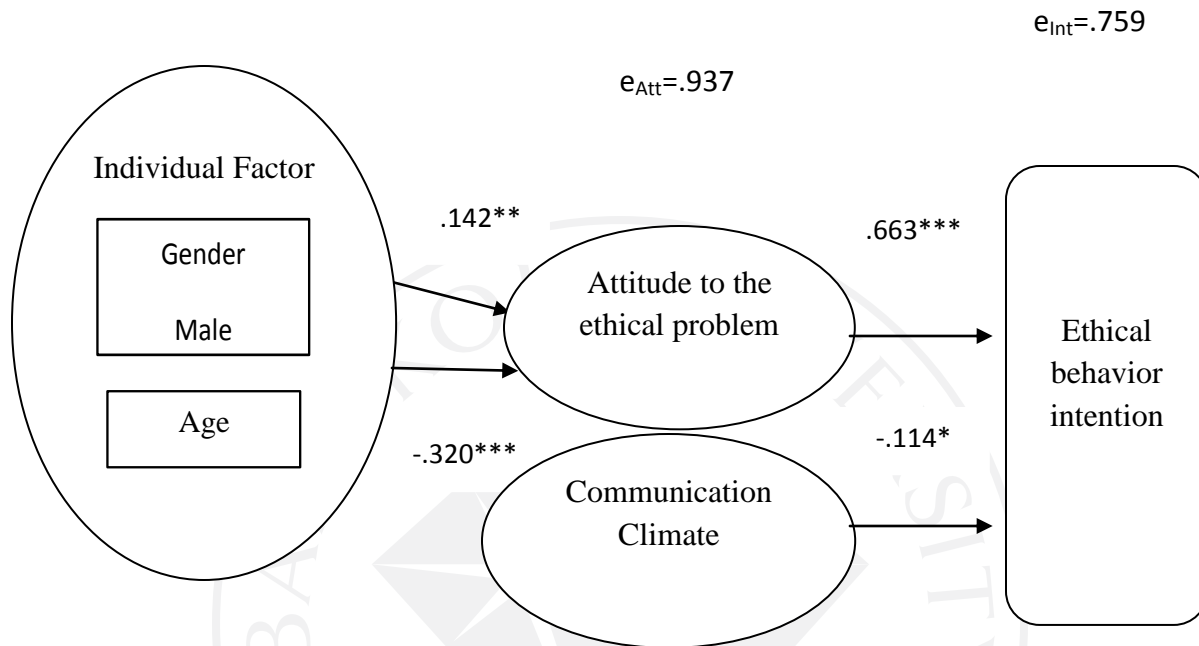 e_Int=.759
e_Att=.937
Individual Factor
Gender
Male
Age
.142**
-.320***
Attitude to the
ethical problem
Communication
Climate
.663***
-.114*
Ethical
behavior
intention